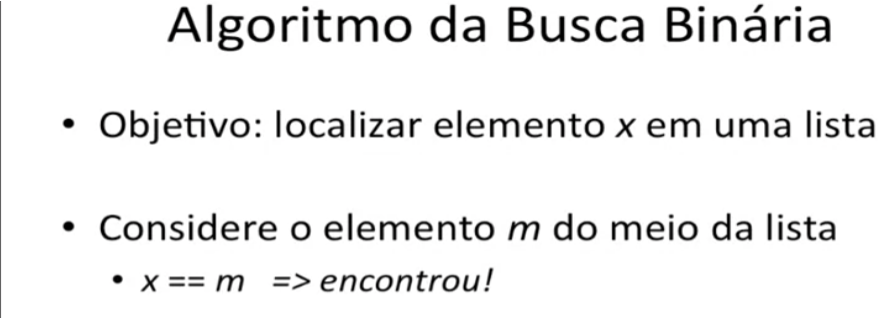 Algoritmo da Busca Binária
• Objetivo: localizar elemento x em uma lista
• Considere o elemento m do meio da lista
• x == m => encontrou!